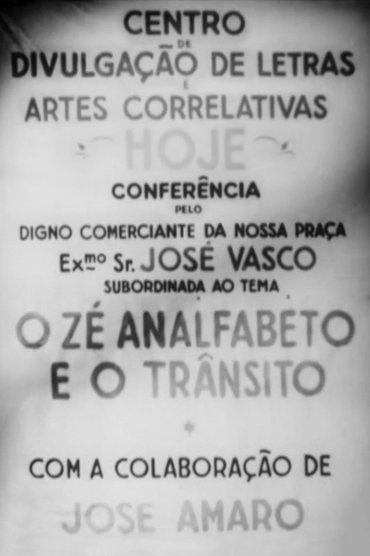 CENTRO
DE
DIVULGAÇÃO DE LETRAS
E
ARTES CORRELATIVAS
HOJE
CONFERÊNCIA
PELO
DIGNO COMERCIANTE DA NOSSA PRAÇA
Exmo Sr. JOSÉ VASCO
SUBORDINADA AO TEMA
O ZÉ ANALFABETO
E O TRÂNSITO
COM A COLABORAÇÃO DE
JOSE AMARO